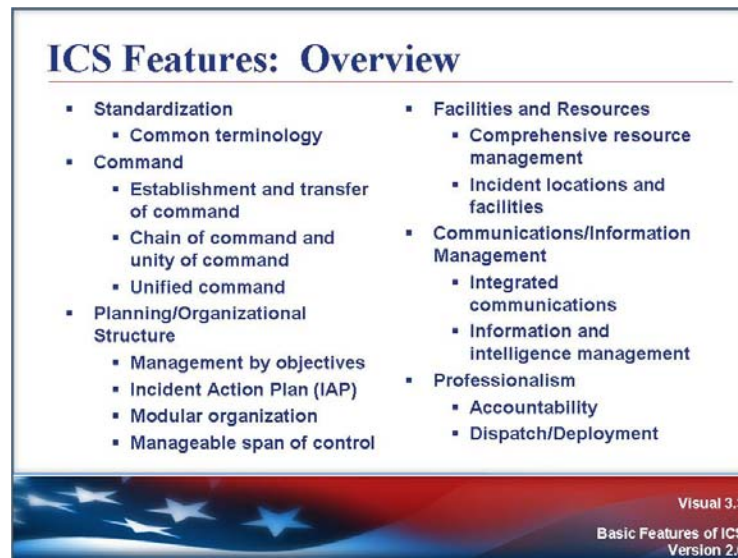 ICS Features:  Overview
▪ Standardization
▪ Common terminology
▪ Command
▪ Establishment and transfer
of command
▪ Chain of command and
unity of command
▪ Unified command
▪ Planning/Organizational
Structure
▪ Management by objectives
▪ Incident Action Plan (IAP)
▪ Modular organization
▪ Manageable span of control
▪ Facilities and Resources
▪ Comprehensive resource
management
▪ Incident locations and
facilities
▪ Communications/Information
Management
▪ Integrated
communications
▪ Information and
intelligence management
▪ Professionalism
▪ Accountability
▪ Dispatch/Deployment
Visual 3.
Basic Features of ICS
Version 2.